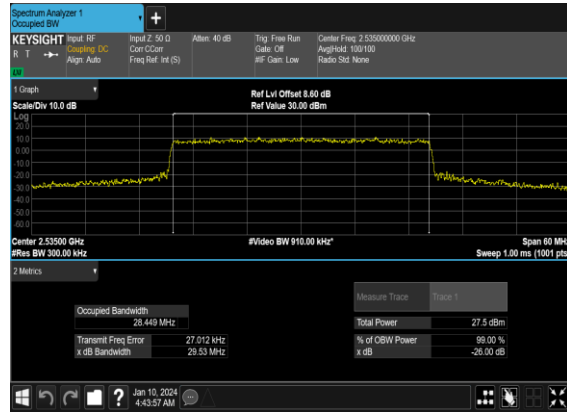 Spectrum Analyzer 1
Occupied BW
+
KEYSIGHT Input: RF Input Z: 50 Ω Atten: 40 dB Trig: Free Run Center Freq: 2.535000000 GHz
R T Coupling: DC Corr CCorr Gate: Off Avg|Hold: 100/100
Align: Auto Freq Ref: Int (S) #IF Gain: Low Radio Std: None
1 Graph
Ref Lvl Offset 8.60 dB
Scale/Div 10.0 dB Ref Value 30.00 dBm
Log
20.0
10.0
0.00
-10.0
-20.0
-30.0
-40.0
-50.0
-60.0
Center 2.53500 GHz #Video BW 910.00 kHz* Span 60 MHz
#Res BW 300.00 kHz Sweep 1.00 ms (1001 pts)
2 Metrics
Measure Trace Trace 1
Occupied Bandwidth
28.449 MHz
Total Power 27.5 dBm
Transmit Freq Error 27.012 kHz % of OBW Power 99.00 %
x dB Bandwidth 29.53 MHz x dB -26.00 dB
? Jan 10, 2024
4:43:57 AM